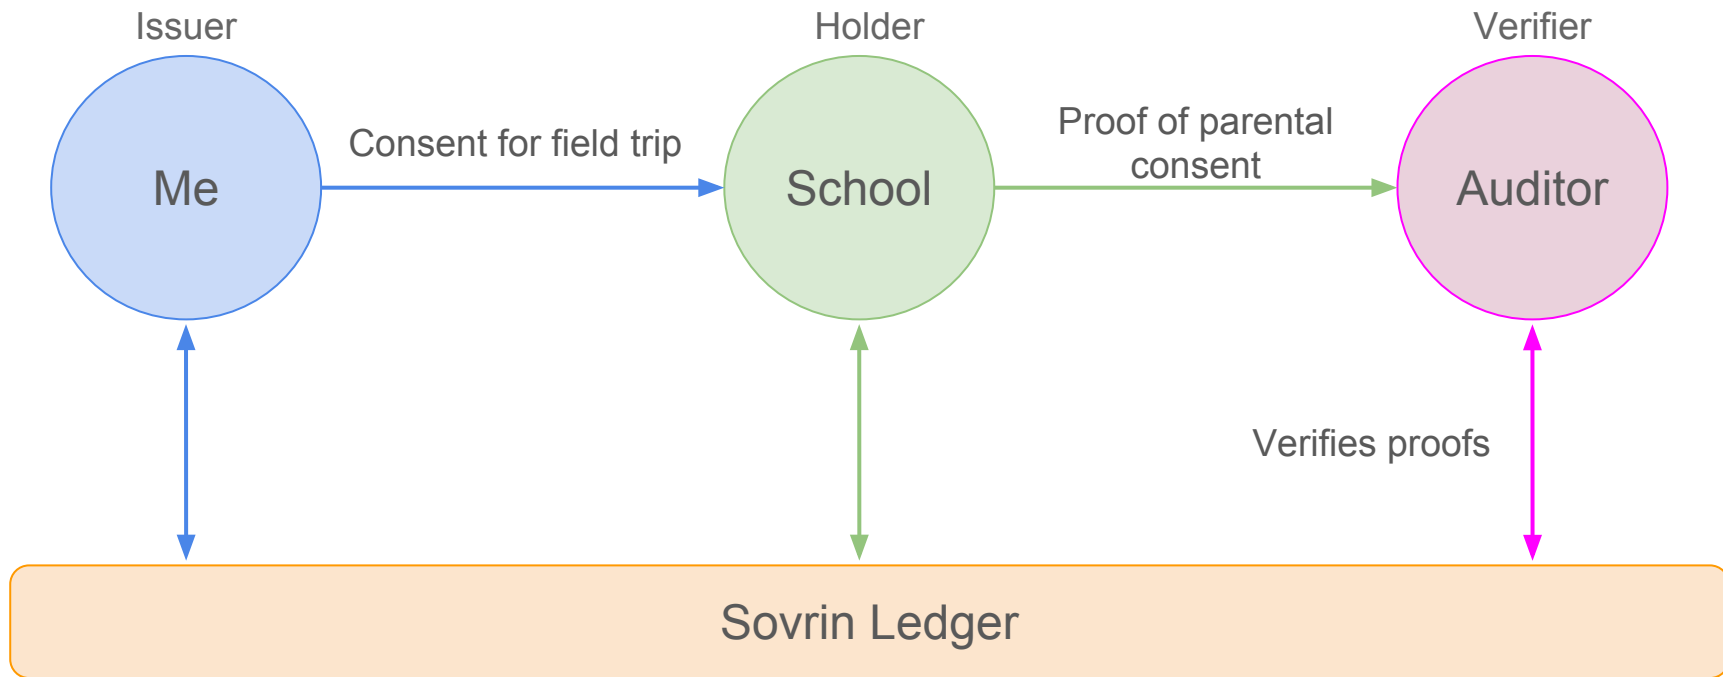 Issuer
Holder
Verifier
Me
Consent for field trip
School
Proof of parental
consent
Auditor
Verifies proofs
Sovrin Ledger